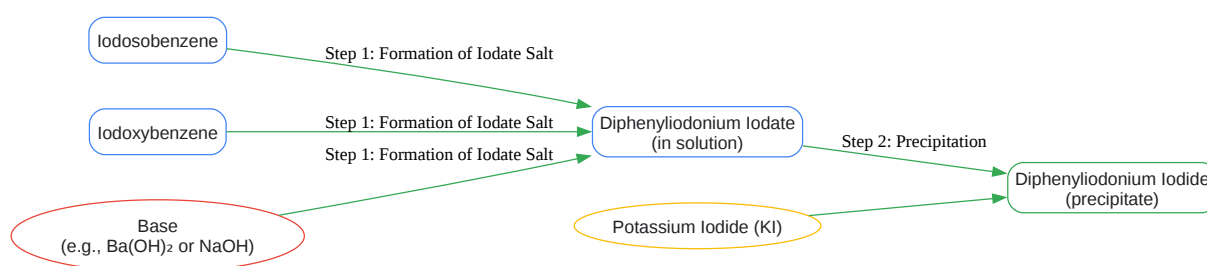 Iodosobenzene
Step 1: Formation of Iodate Salt
Iodoxybenzene
Step 1: Formation of Iodate Salt
Step 1: Formation of Iodate Salt
Base
(e.g., Ba(OH)₂ or NaOH)
Diphenyliodonium Iodate
(in solution)
Step 2: Precipitation
Potassium Iodide (KI)
Diphenyliodonium Iodide
(precipitate)